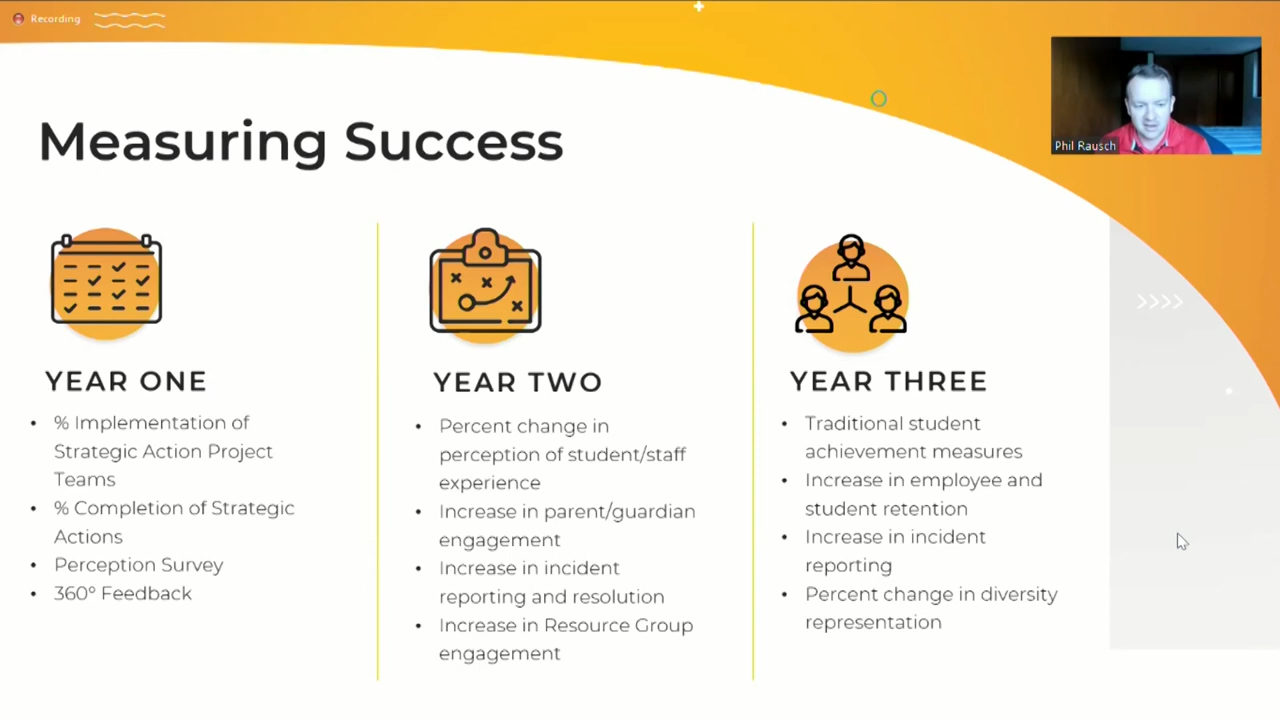 Recording
Phil Rausch
Measuring Success
YEAR ONE
• % Implementation of
Strategic Action Project
Teams
• % Completion of Strategic
Actions
• Perception Survey
• 360° Feedback
YEAR TWO
• Percent change in
perception of student/staff
experience
• Increase in parent/guardian
engagement
• Increase in incident
reporting and resolution
• Increase in Resource Group
engagement
YEAR THREE
• Traditional student
achievement measures
• Increase in employee and
student retention
• Increase in incident
reporting
• Percent change in diversity
representation